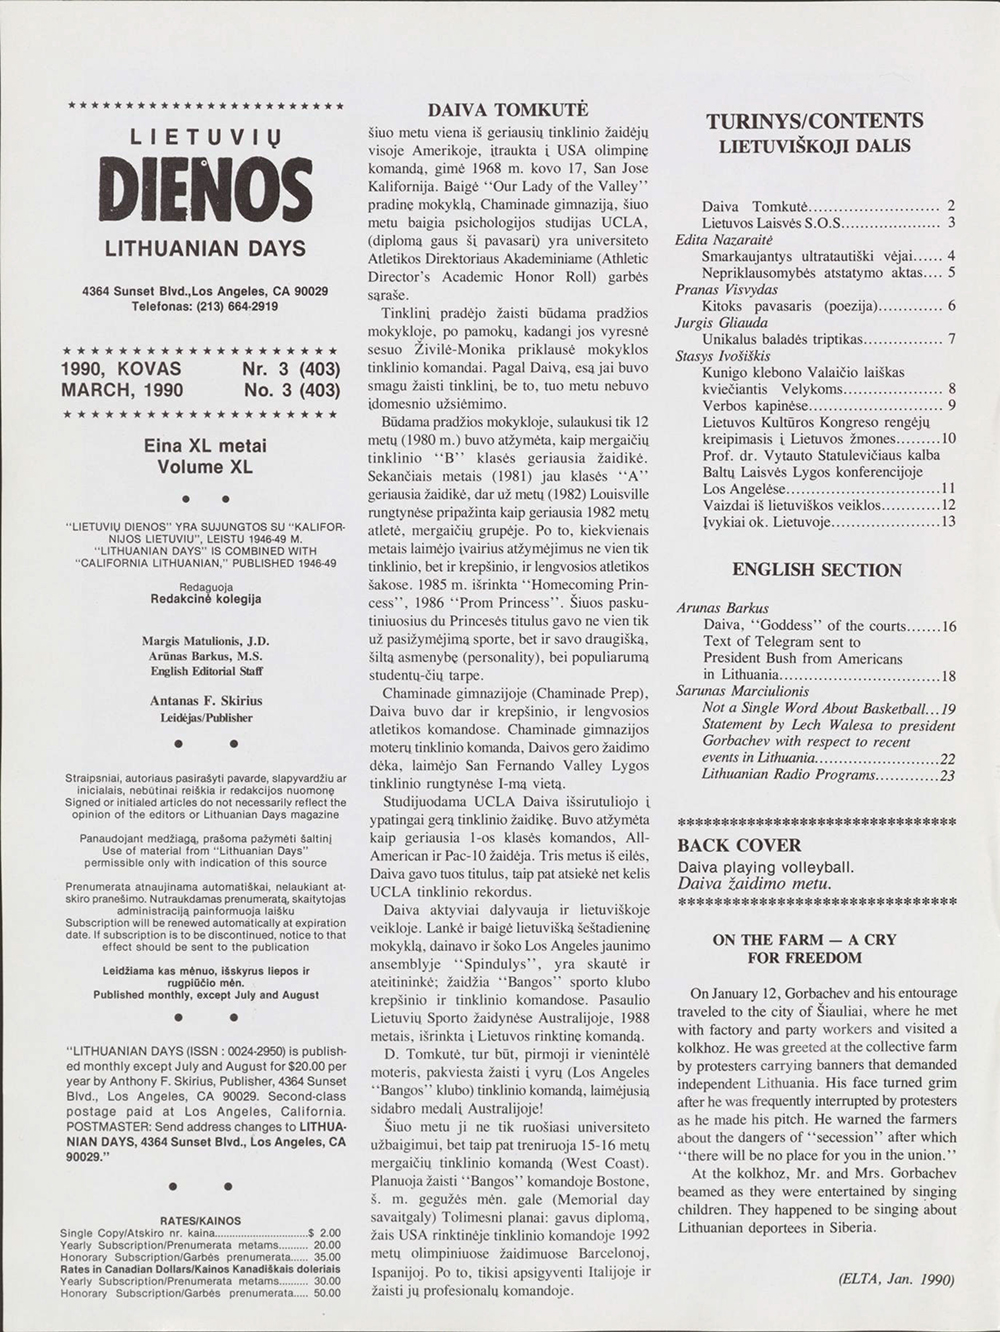 LIETUVIŲ
DIENOS
LITHUANIAN DAYS
4364 Sunset Blvd.,Los Angeles, CA 90029
Telefonas: (213) 664-2919
1990, KOVAS Nr. 3 (403)
MARCH, 1990 No. 3 (403)
Eina XL metai
Volume XL
"LIETUVIŲ DIENOS" YRA SUJUNGTOS SU "KALIFOR-
NIJOS LIETUVIU", LEISTU 1946-49 M.
"LITHUANIAN DAYS" IS COMBINED WITH
"CALIFORNIA LITHUANIAN," PUBLISHED 1946-49
Redaguoja
Redakcinė kolegija
Margis Matulionis, J.D.
Arūnas Barkus, M.S.
English Editorial Staff
Antanas F. Skirius
Leidėjas/Publisher
Straipsniai, autoriaus pasirašyti pavarde, slapyvardžiu ar
inicialais, nebūtinai reiškia ir redakcijos nuomonę
Signed or initialed articles do not necessarily reflect the
opinion of the editors or Lithuanian Days magazine
Panaudojant medžiagą, prašoma pažymėti šaltinį
Use of material from "Lithuanian Days"
permissible only with indication of this source
Prenumerata atnaujinama automatiškai, nelaukiant at-
skiro pranešimo. Nutraukdamas prenumeratą, skaitytojas
administraciją painformuoja laišku
Subscription will be renewed automatically at expiration
date. If subscription is to be discontinued, notice to that
effect should be sent to the publication
Leidžiama kas mėnuo, išskyrus liepos ir
rugpiūčio mėn.
Published monthly, except July and August
"LITHUANIAN DAYS (ISSN : 0024-2950) is publish-
ed monthly except July and August for $20.00 per
year by Anthony F. Skirius, Publisher, 4364 Sunset
Blvd., Los Angeles, CA 90029. Second-class
postage paid at Los Angeles, California.
POSTMASTER: Send address changes to LITHUA-
NIAN DAYS, 4364 Sunset Blvd., Los Angeles, CA
90029."
RATES/KAINOS
Single Copy/Atskiro nr. kaina..............................$ 2.00
Yearly Subscription/Prenumerata metams.......... 20.00
Honorary Subscription/Garbės prenumerata...... 35.00
Rates in Canadian Dollars/Kainos Kanadiškais doleriais
Yearly Subscription/Prenumerata metams.......... 30.00
Honorary Subscription/Garbės prenumerata..... 50.00
DAIVA TOMKUTĖ
šiuo metu viena iš geriausių tinklinio žaidėjų
visoje Amerikoje, įtraukta į USA olimpinę
komandą, gimė 1968 m. kovo 17, San Jose
Kalifornija. Baigė "Our Lady of the Valley"
pradinę mokyklą, Chaminade gimnaziją, šiuo
metu baigia psichologijos studijas UCLA,
(diplomą gaus šį pavasarį) yra universiteto
Atletikos Direktoriaus Akademiniame (Athletic
Director's Academic Honor Roll) garbės
sąraše.
Tinklinį pradėjo žaisti būdama pradžios
mokykloje, po pamokų, kadangi jos vyresnė
sesuo Živilė-Monika priklausė mokyklos
tinklinio komandai. Pagal Daivą, esą jai buvo
smagu žaisti tinklinį, be to, tuo metu nebuvo
įdomesnio užsiėmimo.
Būdama pradžios mokykloje, sulaukusi tik 12
metų (1980 m.) buvo atžymėta, kaip mergaičių
tinklinio "B" klasės geriausia žaidikė.
Sekančiais metais (1981) jau klasės "A"
geriausia žaidikė, dar už metų (1982) Louisville
rungtynėse pripažinta kaip geriausia 1982 metų
atletė, mergaičių grupėje. Po to, kiekvienais
metais laimėjo įvairius atžymėjimus ne vien tik
tinklinio, bet ir krepšinio, ir lengvosios atletikos
šakose. 1985 m. išrinkta "Homecoming Prin-
cess", 1986 "Prom Princess". Šiuos pasku-
tiniuosius du Princesės titulus gavo ne vien tik
už pasižymėjimą sporte, bet ir savo draugišką,
šiltą asmenybę (personality), bei populiarumą
studentų-čių tarpe.
Chaminade gimnazijoje (Chaminade Prep),
Daiva buvo dar ir krepšinio, ir lengvosios
atletikos komandose. Chaminade gimnazijos
moterų tinklinio komanda, Daivos gero žaidimo
dėka, laimėjo San Fernando Valley Lygos
tinklinio rungtynėse I-mą vietą.
Studijuodama UCLA Daiva išsirutuliojo į
ypatingai gerą tinklinio žaidikę. Buvo atžymėta
kaip geriausia 1-os klasės komandos, All-
American ir Pac-10 žaidėja. Tris metus iš eilės,
Daiva gavo tuos titulus, taip pat atsiekė net kelis
UCLA tinklinio rekordus.
Daiva aktyviai dalyvauja ir lietuviškoje
veikloje. Lankė ir baigė lietuvišką šeštadieninę
mokyklą, dainavo ir šoko Los Angeles jaunimo
ansemblyje "Spindulys", yra skautė ir
ateitininkė; žaidžia "Bangos" sporto klubo
krepšinio ir tinklinio komandose. Pasaulio
Lietuvių Sporto žaidynėse Australijoje, 1988
metais, išrinkta į Lietuvos rinktinę komandą.
D. Tomkutė, tur būt, pirmoji ir vienintėlė
moteris, pakviesta žaisti į vyrų (Los Angeles
"Bangos" klubo) tinklinio komandą, laimėjusią
sidabro medalį Australijoje!
Šiuo metu ji ne tik ruošiasi universiteto
užbaigimui, bet taip pat treniruoja 15-16 metų
mergaičių tinklinio komandą (West Coast).
Planuoja žaisti "Bangos" komandoje Bostone,
š. m. gegužės mėn. gale (Memorial day
savaitgaly) Tolimesni planai: gavus diplomą,
žais USA rinktinėje tinklinio komandoje 1992
metų olimpiniuose žaidimuose Barcelonoj,
Ispanijoj. Po to, tikisi apsigyventi Italijoje ir
žaisti jų profesionalų komandoje.
TURINYS/CONTENTS
LIETUVIŠKOJI DALIS
Daiva Tomkutė......................... 2
Lietuvos Laisvės S.O.S................... 3
Edita Nazaraitė
Smarkaujantys ultratautiški vėjai...... 4
Nepriklausomybės atstatymo aktas.... 5
Pranas Visvydas
Kitoks pavasaris (poezija)............. 6
Jurgis Gliauda
Unikalus baladės triptikas............... 7
Stasys Ivošiškis
Kunigo klebono Valaičio laiškas
kviečiantis Velykoms.................... 8
Verbos kapinėse.......................... 9
Lietuvos Kultūros Kongreso rengėjų
kreipimasis į Lietuvos žmones.........10
Prof. dr. Vytauto Statulevičiaus kalba
Baltų Laisvės Lygos konferencijoje
Los Angelėse..............................11
Vaizdai iš lietuviškos veiklos...........12
Įvykiai ok. Lietuvoje.....................13
ENGLISH SECTION
Arunas Barkus
Daiva, "Goddess" of the courts.......16
Text of Telegram sent to
President Bush from Americans
in Lithuania...............................18
Sarunas Marciulionis
Not a Single Word About Basketball...19
Statement by Lech Walesa to president
Gorbachev with respect to recent
events in Lithuania........................22
Lithuanian Radio Programs............23
BACK COVER
Daiva playing volleyball.
Daiva žaidimo metu.
ON THE FARM — A CRY
FOR FREEDOM
On January 12, Gorbachev and his entourage
traveled to the city of Šiauliai, where he met
with factory and party workers and visited a
kolkhoz. He was greeted at the collective farm
by protesters carrying banners that demanded
independent Lithuania. His face turned grim
after he was frequently interrupted by protesters
as he made his pitch. He warned the farmers
about the dangers of "secession" after which
"there will be no place for you in the union."
At the kolkhoz, Mr. and Mrs. Gorbachev
beamed as they were entertained by singing
children. They happened to be singing about
Lithuanian deportees in Siberia.
(ELTA, Jan. 1990)